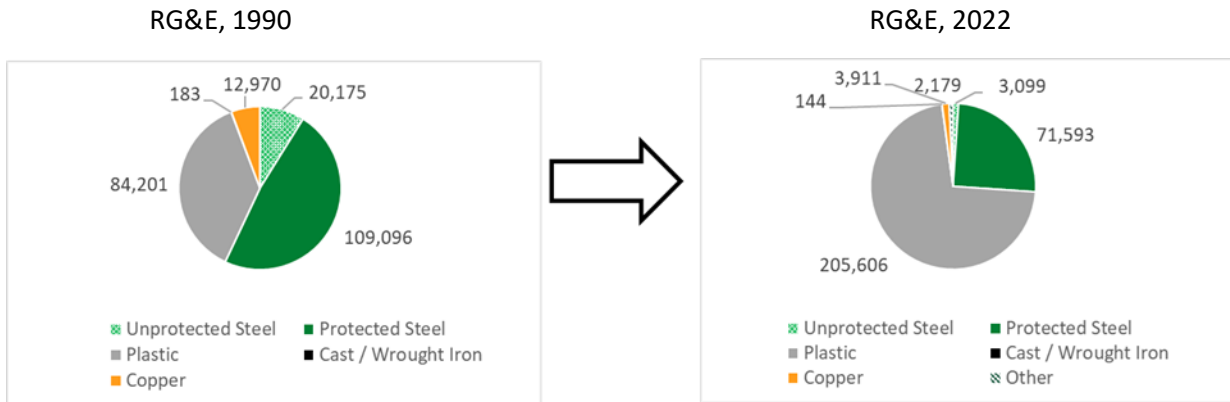 RG&E, 1990
12,970
183
20,175
84,201
109,096
Unprotected Steel
Protected Steel
Plastic
Cast / Wrought Iron
Copper
RG&E, 2022
3,911
2,179
3,099
144
71,593
205,606
Unprotected Steel
Protected Steel
Plastic
Cast / Wrought Iron
Copper
Other